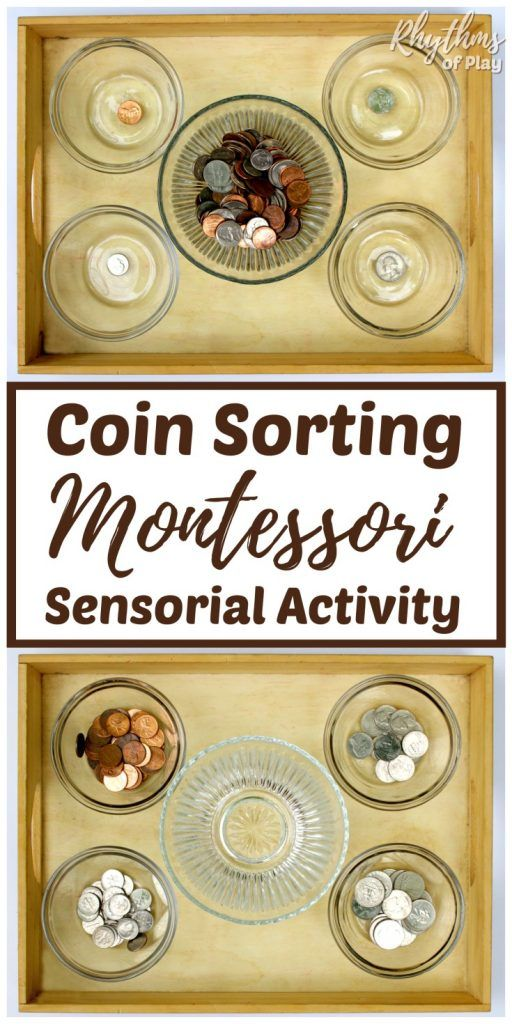 Rhythms
of Play
Coin Sorting
Montessori
Sensorial Activity